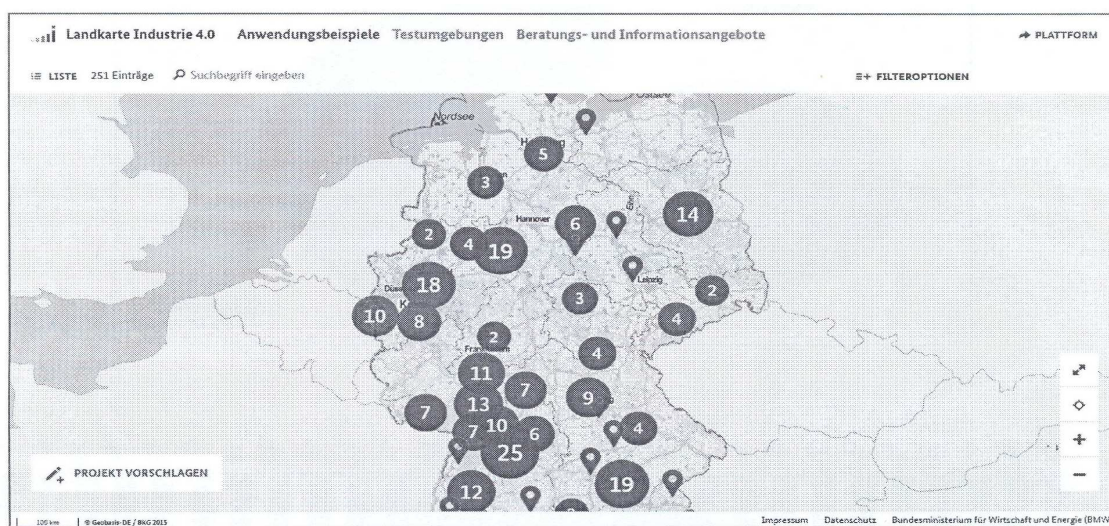 Landkarte Industrie 4.0 Anwendungsbeispiele Testumgebungen Beratungs- und Informationsangebote PLATTFORM
LISTE 251 Einträge Suchbegriff eingeben FILTEROPTIONEN
Ostsee
Nordsee
5
3
14
Hannover 6
2
4 19
18
Leipzig
2
3
10 8
4
2
4
11
7
9
13
7
10
7 6
4
25
19
12
PROJEKT VORSCHLAGEN
100 km © Geobasis-DE / BKG 2015 Impressum Datenschutz Bundesministerium für Wirtschaft und Energie (BMW